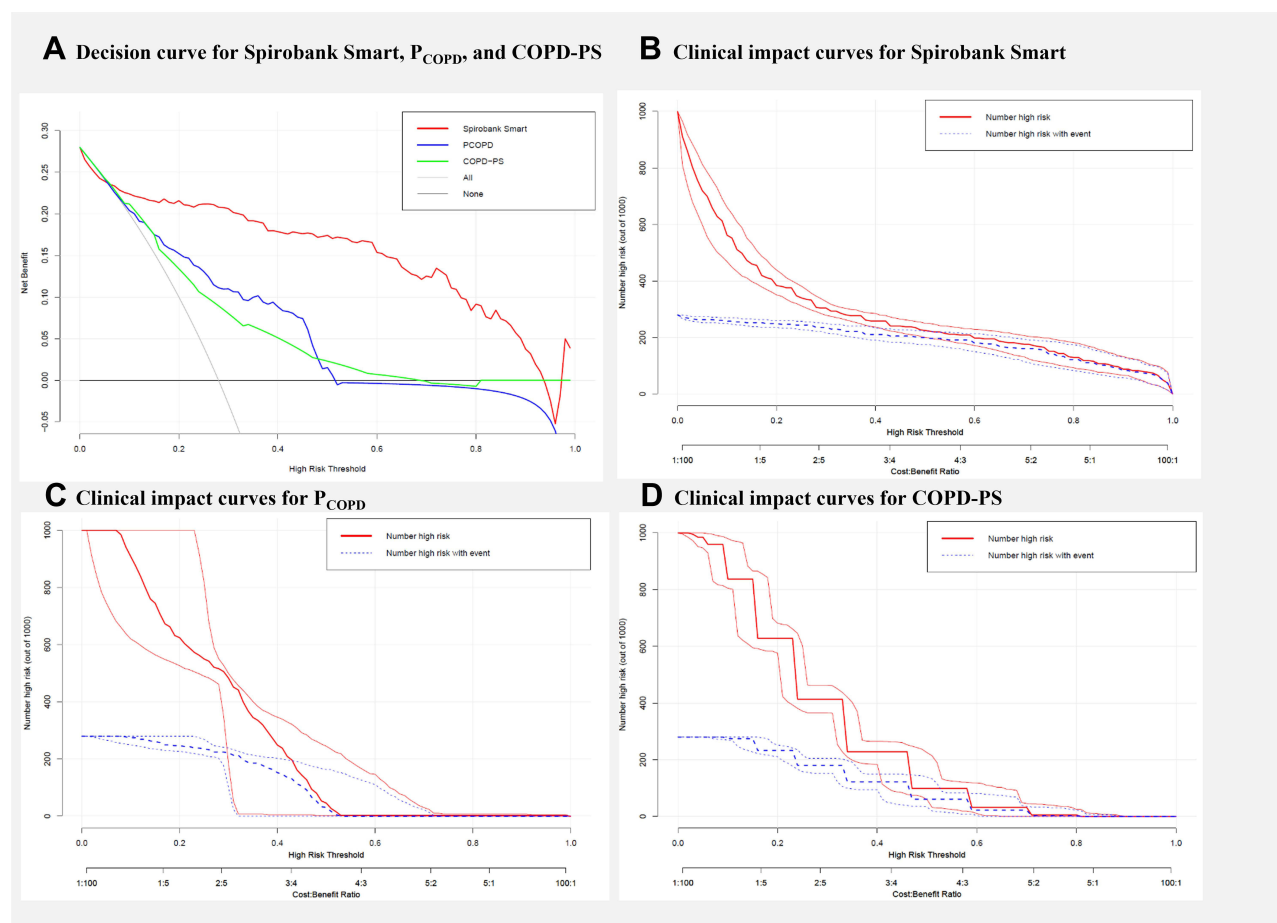 A Decision curve for Spirobank Smart, PCOPD, and COPD-PS
Spirobank Smart
PCOPD
COPD−PS
All
None
0.30
0.25
0.20
0.15
0.10
0.05
0.00
−0.05
Net Benefit
0.0 0.2 0.4 0.6 0.8 1.0
High Risk Threshold
B Clinical impact curves for Spirobank Smart
Number high risk
Number high risk with event
1000
800
600
400
200
0
Number high risk (out of 1000)
0.0 0.2 0.4 0.6 0.8 1.0
High Risk Threshold
1:100 1:5 2:5 3:4 4:3 5:2 5:1 100:1
Cost:Benefit Ratio
C Clinical impact curves for PCOPD
Number high risk
Number high risk with event
1000
800
600
400
200
0
Number high risk (out of 1000)
0.0 0.2 0.4 0.6 0.8 1.0
High Risk Threshold
1:100 1:5 2:5 3:4 4:3 5:2 5:1 100:1
Cost:Benefit Ratio
D Clinical impact curves for COPD-PS
Number high risk
Number high risk with event
1000
800
600
400
200
0
Number high risk (out of 1000)
0.0 0.2 0.4 0.6 0.8 1.0
High Risk Threshold
1:100 1:5 2:5 3:4 4:3 5:2 5:1 100:1
Cost:Benefit Ratio